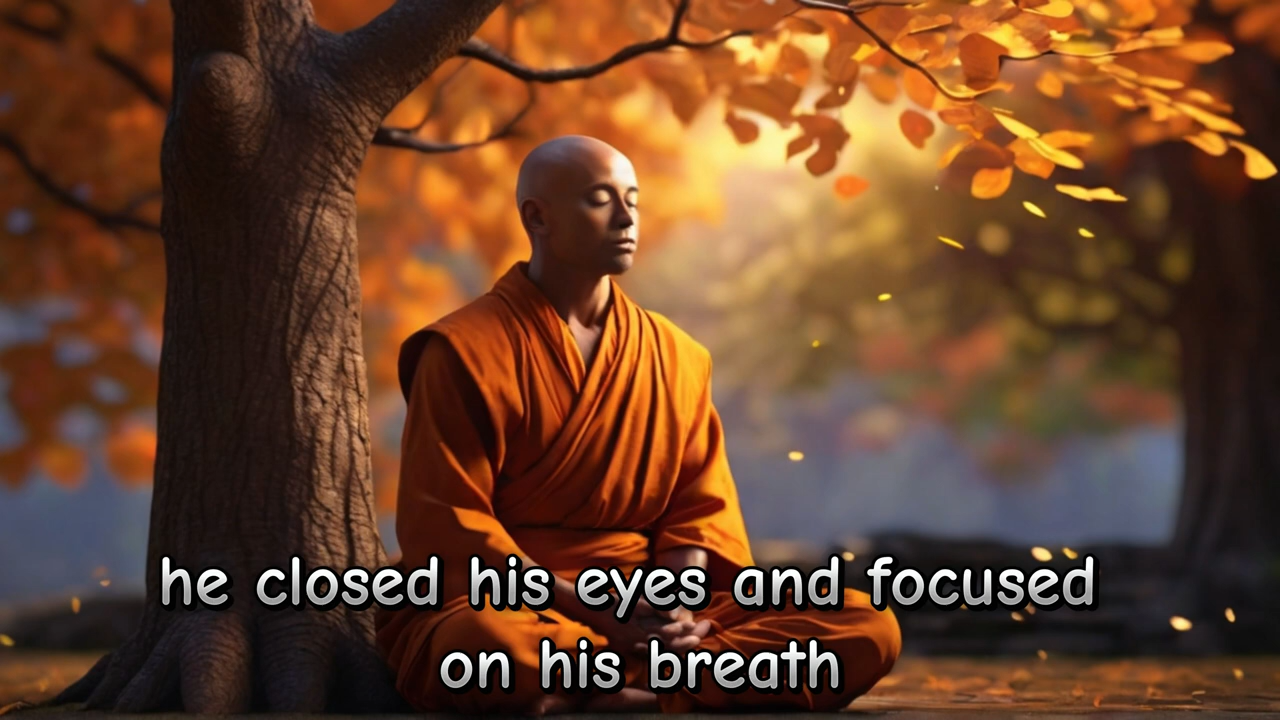 he closed his eyes and focused
on his breath